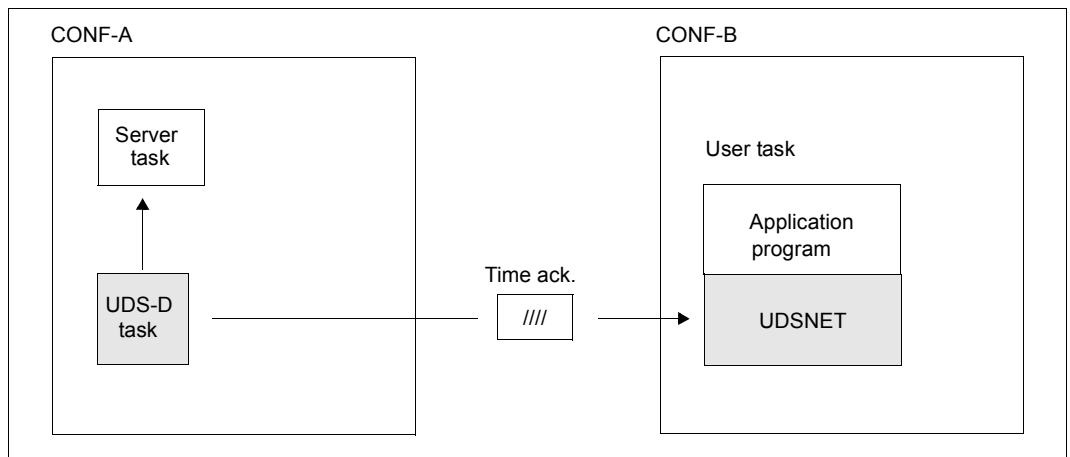 CONF-A
CONF-B
Server
task
User task
Application
program
Time ack.
UDS-D
task
////
UDSNET